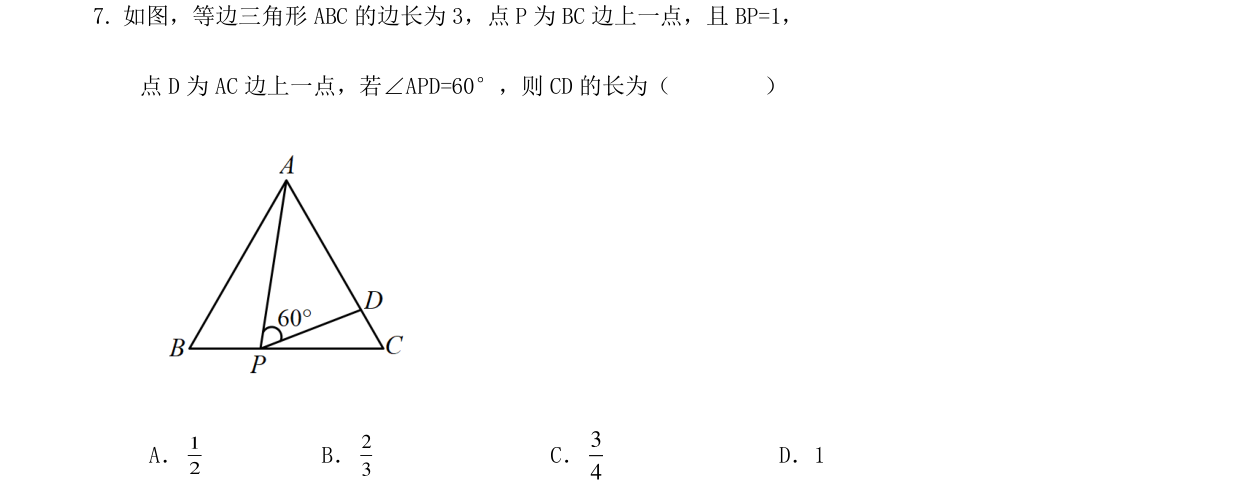 7. 如图，等边三角形 ABC 的边长为 3，点 P 为 BC 边上一点，且 BP=1，
点 D 为 AC 边上一点，若∠APD=60°，则 CD 的长为（　　　　）
A
D
60°
B
C
P
A. 1/2　B. 2/3　C. 3/4　D. 1